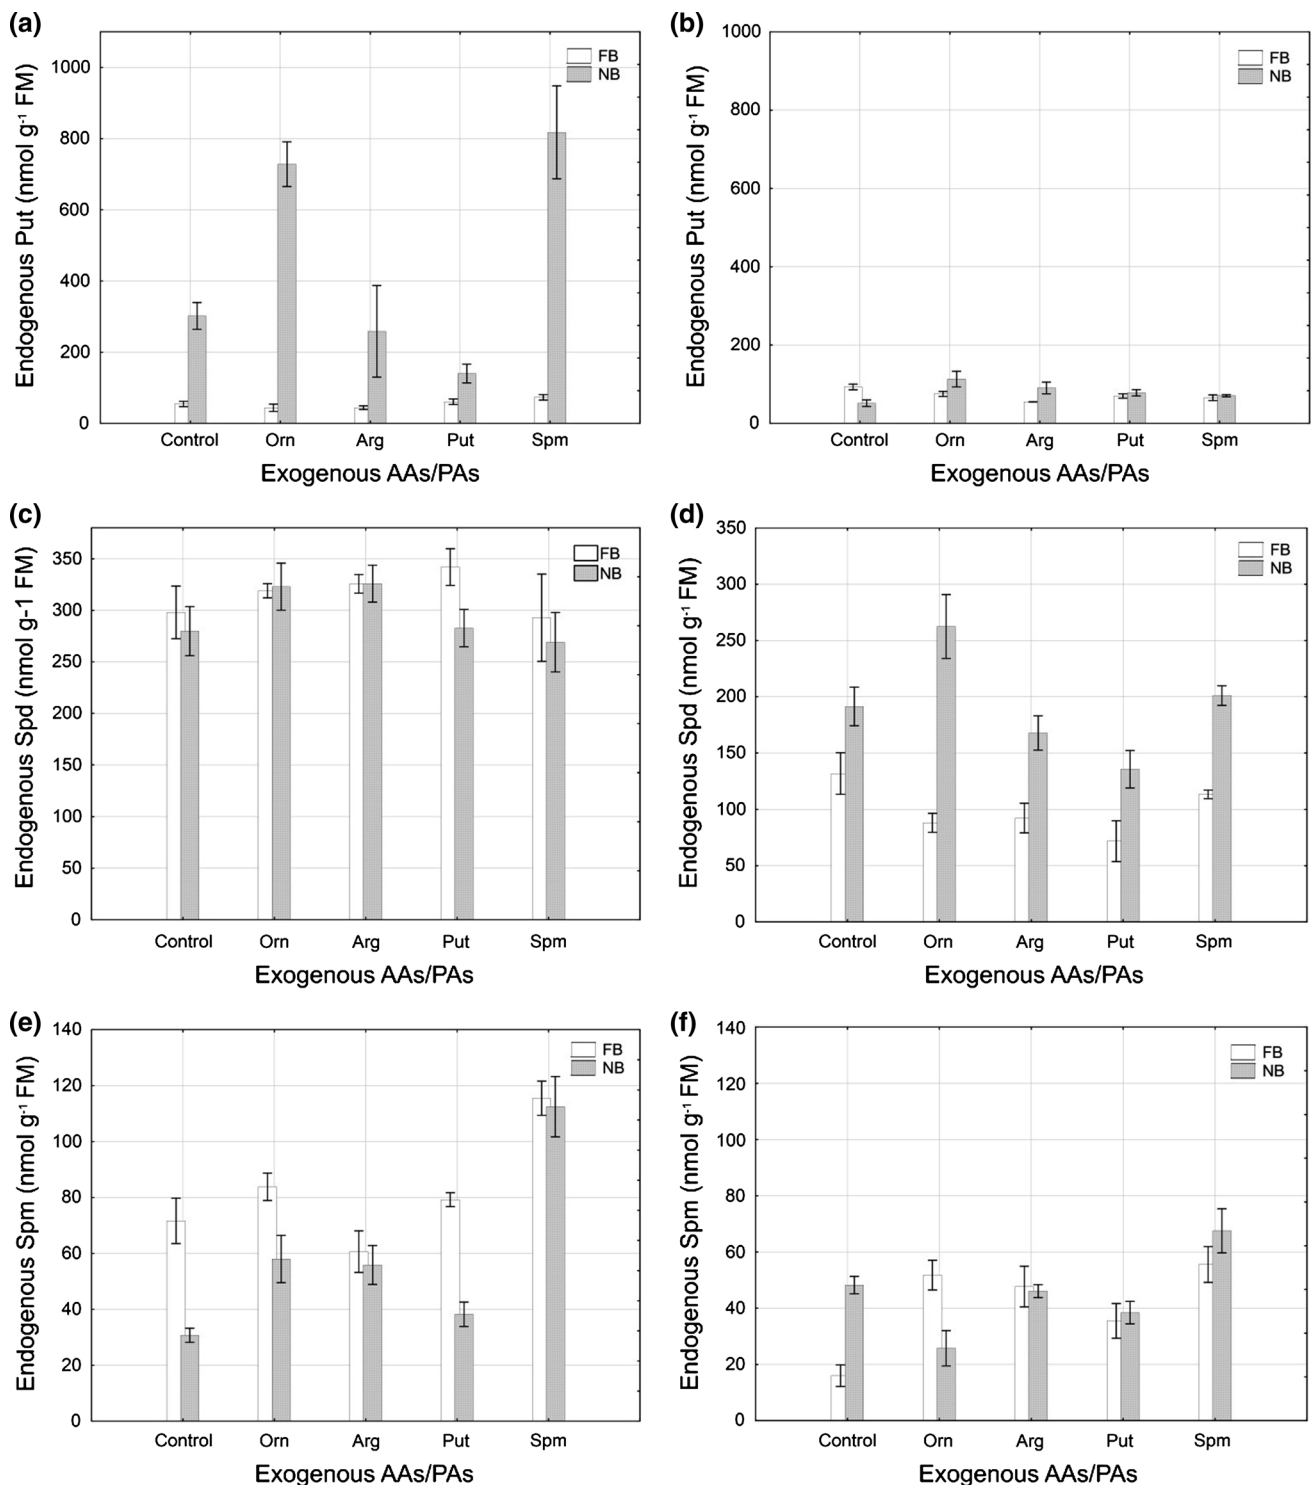 (a)
Endogenous Put (nmol g-1 FM)
1000
800
600
400
200
0
FB
NB
Control Orn Arg Put Spm
Exogenous AAs/PAs
(b)
Endogenous Put (nmol g-1 FM)
1000
800
600
400
200
0
FB
NB
Control Orn Arg Put Spm
Exogenous AAs/PAs
(c)
Endogenous Spd (nmol g-1 FM)
350
300
250
200
150
100
50
0
FB
NB
Control Orn Arg Put Spm
Exogenous AAs/PAs
(d)
Endogenous Spd (nmol g-1 FM)
350
300
250
200
150
100
50
0
FB
NB
Control Orn Arg Put Spm
Exogenous AAs/PAs
(e)
Endogenous Spm (nmol g-1 FM)
140
120
100
80
60
40
20
0
FB
NB
Control Orn Arg Put Spm
Exogenous AAs/PAs
(f)
Endogenous Spm (nmol g-1 FM)
140
120
100
80
60
40
20
0
FB
NB
Control Orn Arg Put Spm
Exogenous AAs/PAs